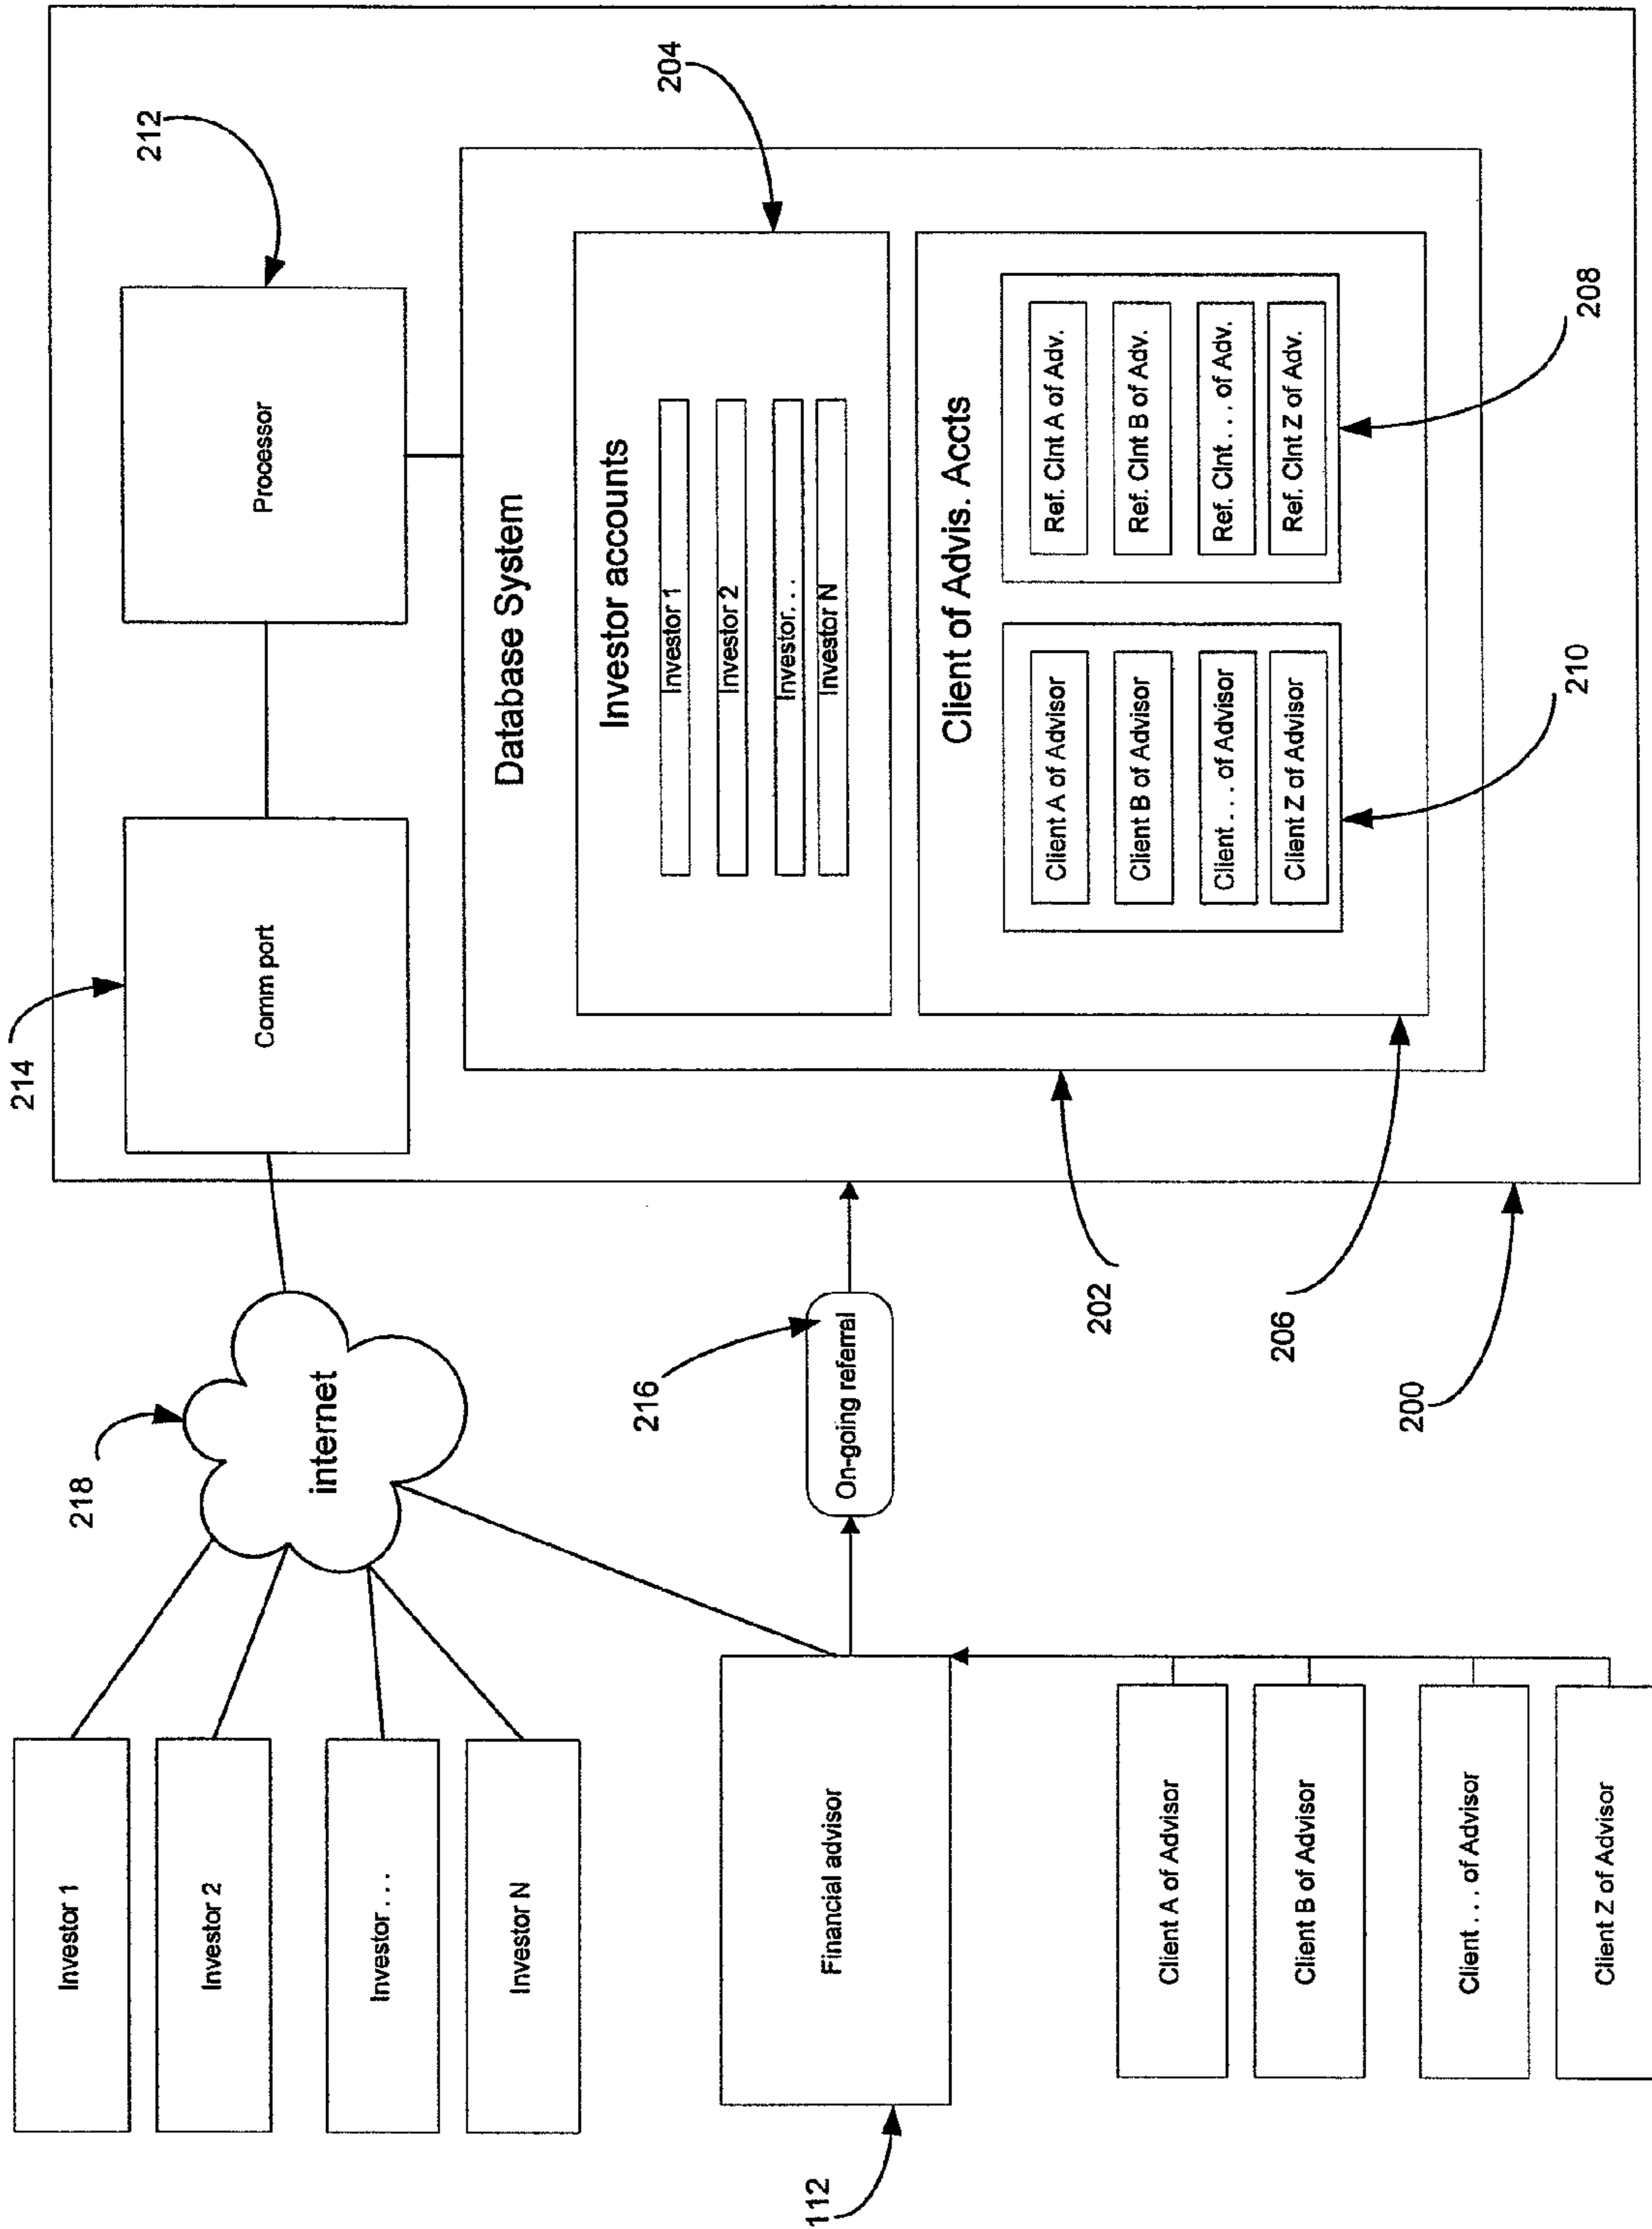 Investor 1
Investor 2
Investor. . .
Investor N
218
internet
214
Comm port
212
Processor
Database System
Investor accounts
Investor 1
Investor 2
Investor. . .
Investor N
204
Client of Advis. Accts
Client A of Advisor
Client B of Advisor
Client . . . of Advisor
Client Z of Advisor
Ref. Clnt A of Adv.
Ref. Clnt B of Adv.
Ref. Clnt . . . of Adv.
Ref. Clnt Z of Adv.
210
208
112
Financial advisor
216
On-going referral
202
206
200
Client A of Advisor
Client B of Advisor
Client . . . of Advisor
Client Z of Advisor